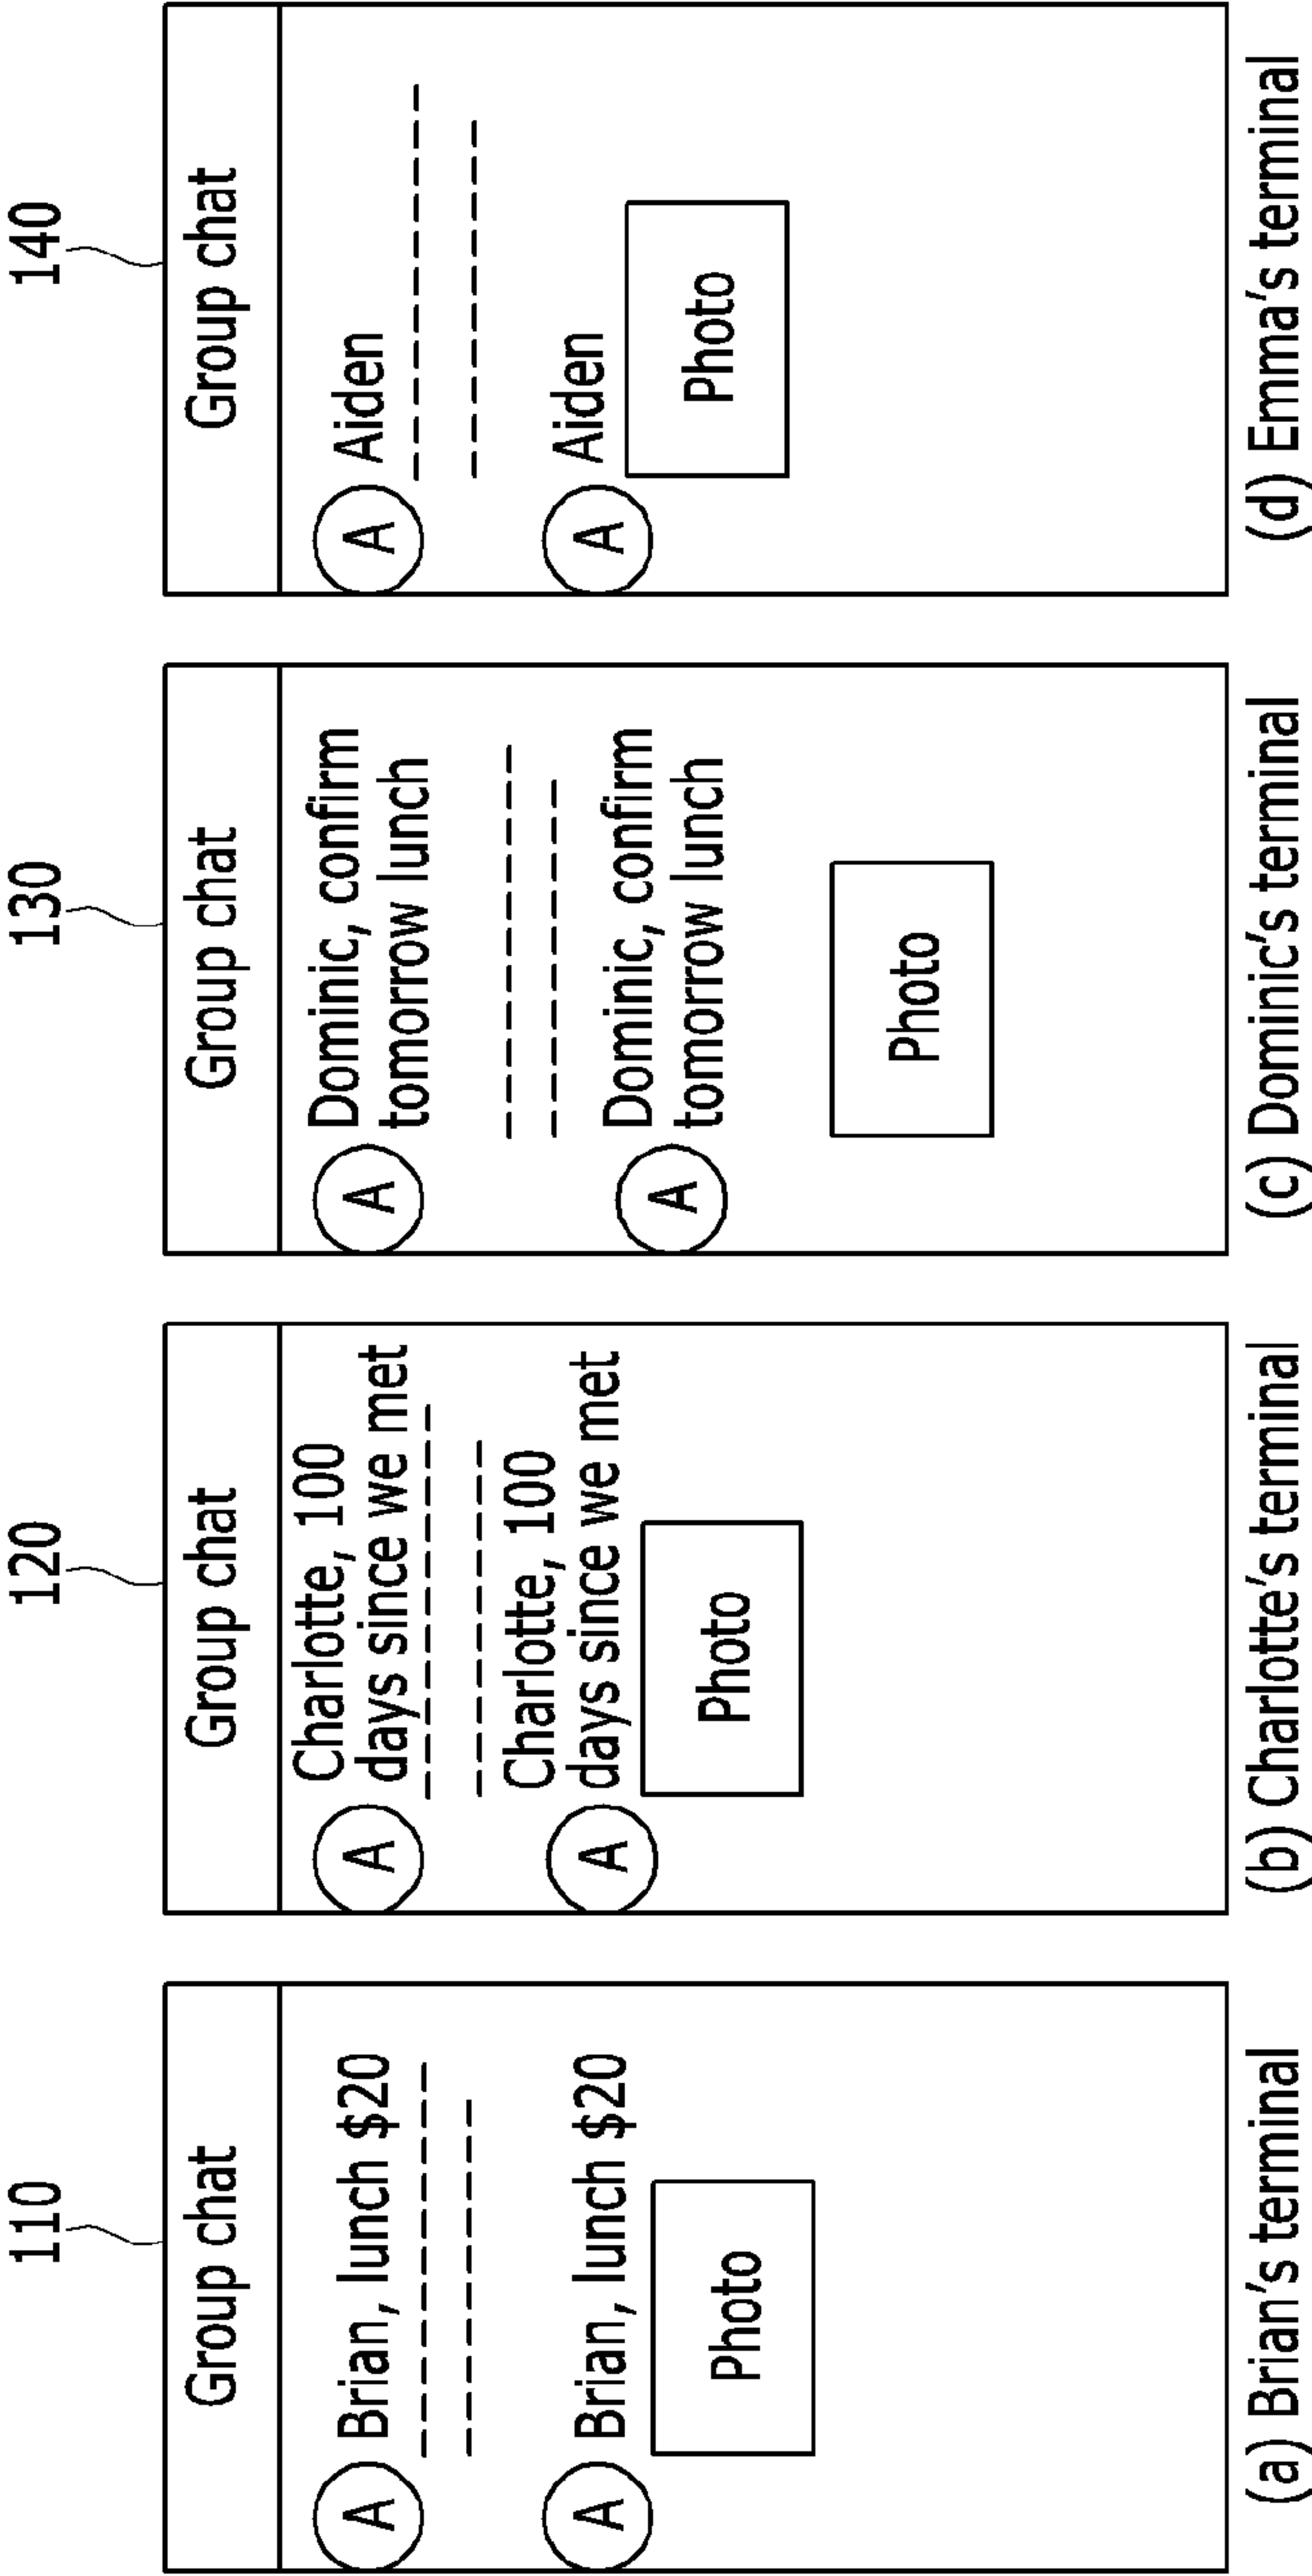 110
Group chat
A
Brian, lunch $20
A
Brian, lunch $20
Photo
(a) Brian's terminal
120
Group chat
A
Charlotte, 100
days since we met
A
Charlotte, 100
days since we met
Photo
(b) Charlotte's terminal
130
Group chat
A
Dominic, confirm
tomorrow lunch
A
Dominic, confirm
tomorrow lunch
Photo
(c) Dominic's terminal
140
Group chat
A
Aiden
A
Aiden
Photo
(d) Emma's terminal